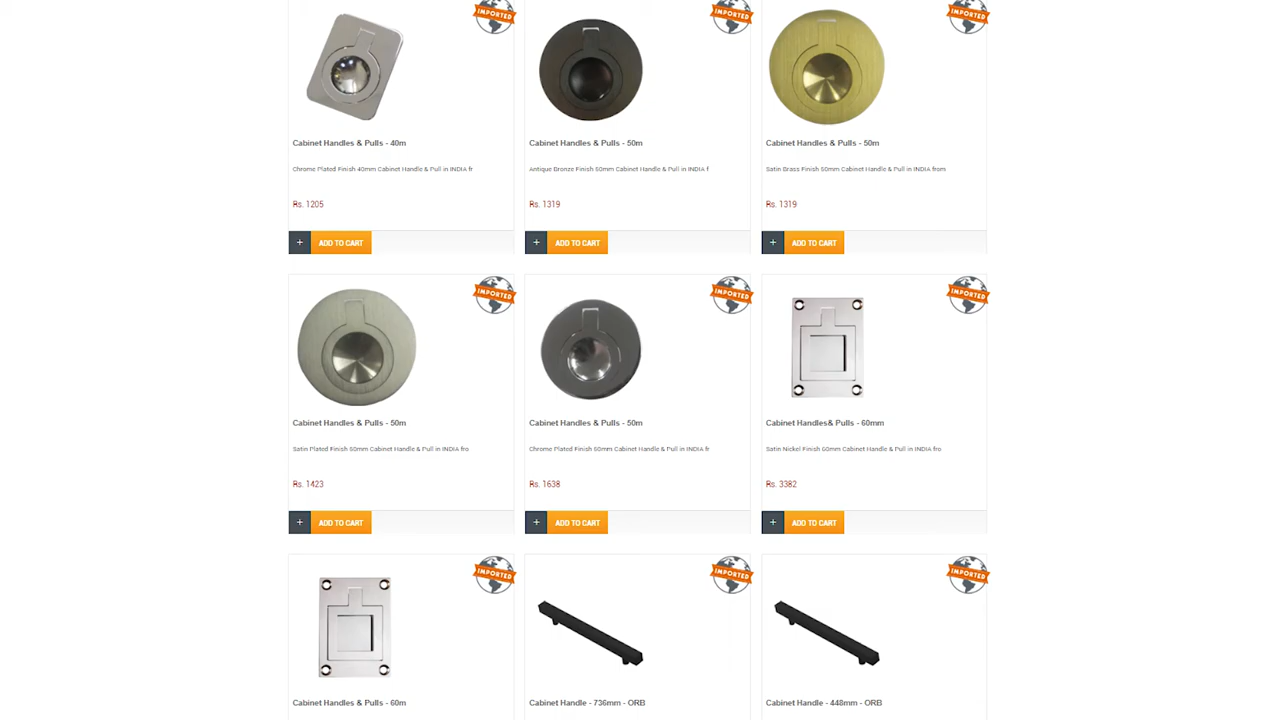 IMPORTED
IMPORTED
IMPORTED
Cabinet Handles & Pulls - 40m
Cabinet Handles & Pulls - 50m
Cabinet Handles & Pulls - 50m
Chrome Plated Finish 40mm Cabinet Handle & Pull in INDIA fr
Antique Bronze Finish 50mm Cabinet Handle & Pull in INDIA f
Satin Brass Finish 50mm Cabinet Handle & Pull in INDIA from
Rs. 1205
Rs. 1319
Rs. 1319
+ ADD TO CART
+ ADD TO CART
+ ADD TO CART
IMPORTED
IMPORTED
IMPORTED
Cabinet Handles & Pulls - 50m
Cabinet Handles & Pulls - 50m
Cabinet Handles& Pulls - 60mm
Satin Plated Finish 50mm Cabinet Handle & Pull in INDIA fro
Chrome Plated Finish 50mm Cabinet Handle & Pull in INDIA fr
Satin Nickel Finish 60mm Cabinet Handle & Pull in INDIA fro
Rs. 1423
Rs. 1638
Rs. 3382
+ ADD TO CART
+ ADD TO CART
+ ADD TO CART
IMPORTED
IMPORTED
IMPORTED
Cabinet Handles & Pulls - 60m
Cabinet Handle - 736mm - ORB
Cabinet Handle - 448mm - ORB